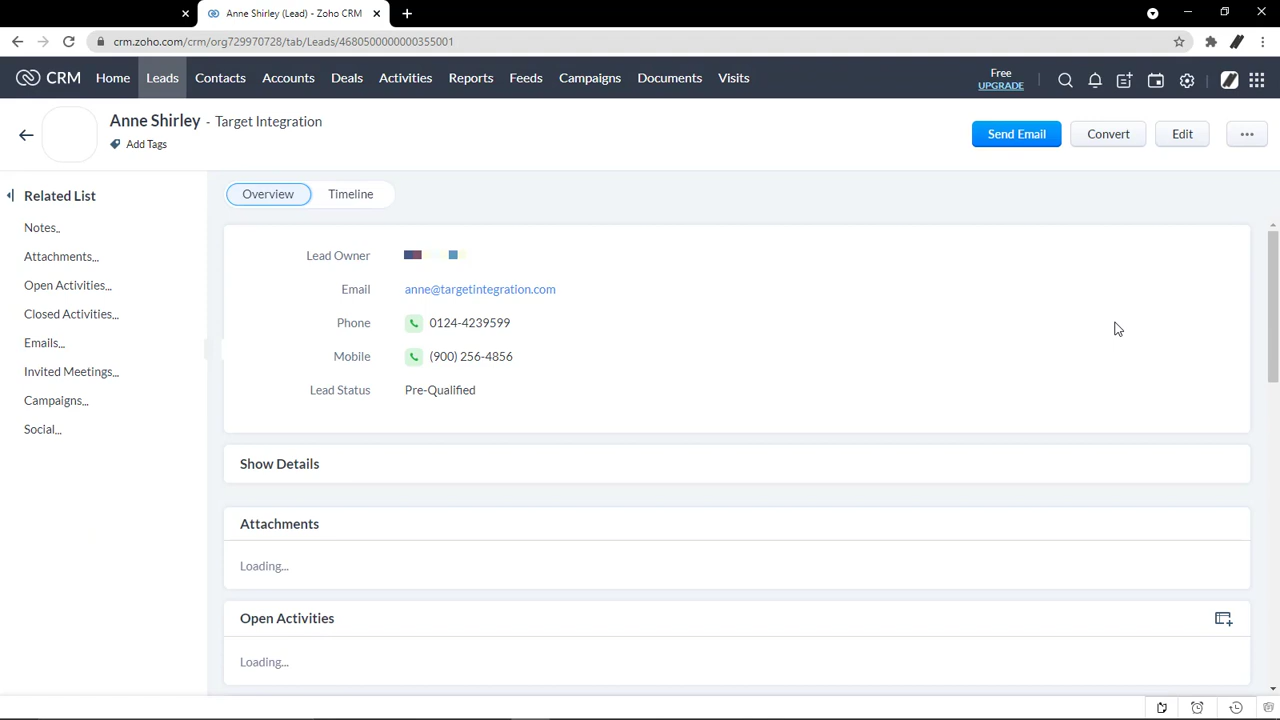 Anne Shirley (Lead) - Zoho CRM
crm.zoho.com/crm/org729970728/tab/Leads/4680500000000355001
CRM Home Leads Contacts Accounts Deals Activities Reports Feeds Campaigns Documents Visits Free
UPGRADE
Anne Shirley - Target Integration
Add Tags
Send Email Convert Edit
Related List
Notes..
Attachments...
Open Activities...
Closed Activities...
Emails...
Invited Meetings...
Campaigns...
Social...
Overview Timeline
Lead Owner
Email anne@targetintegration.com
Phone 0124-4239599
Mobile (900) 256-4856
Lead Status Pre-Qualified
Show Details
Attachments
Loading...
Open Activities
Loading...